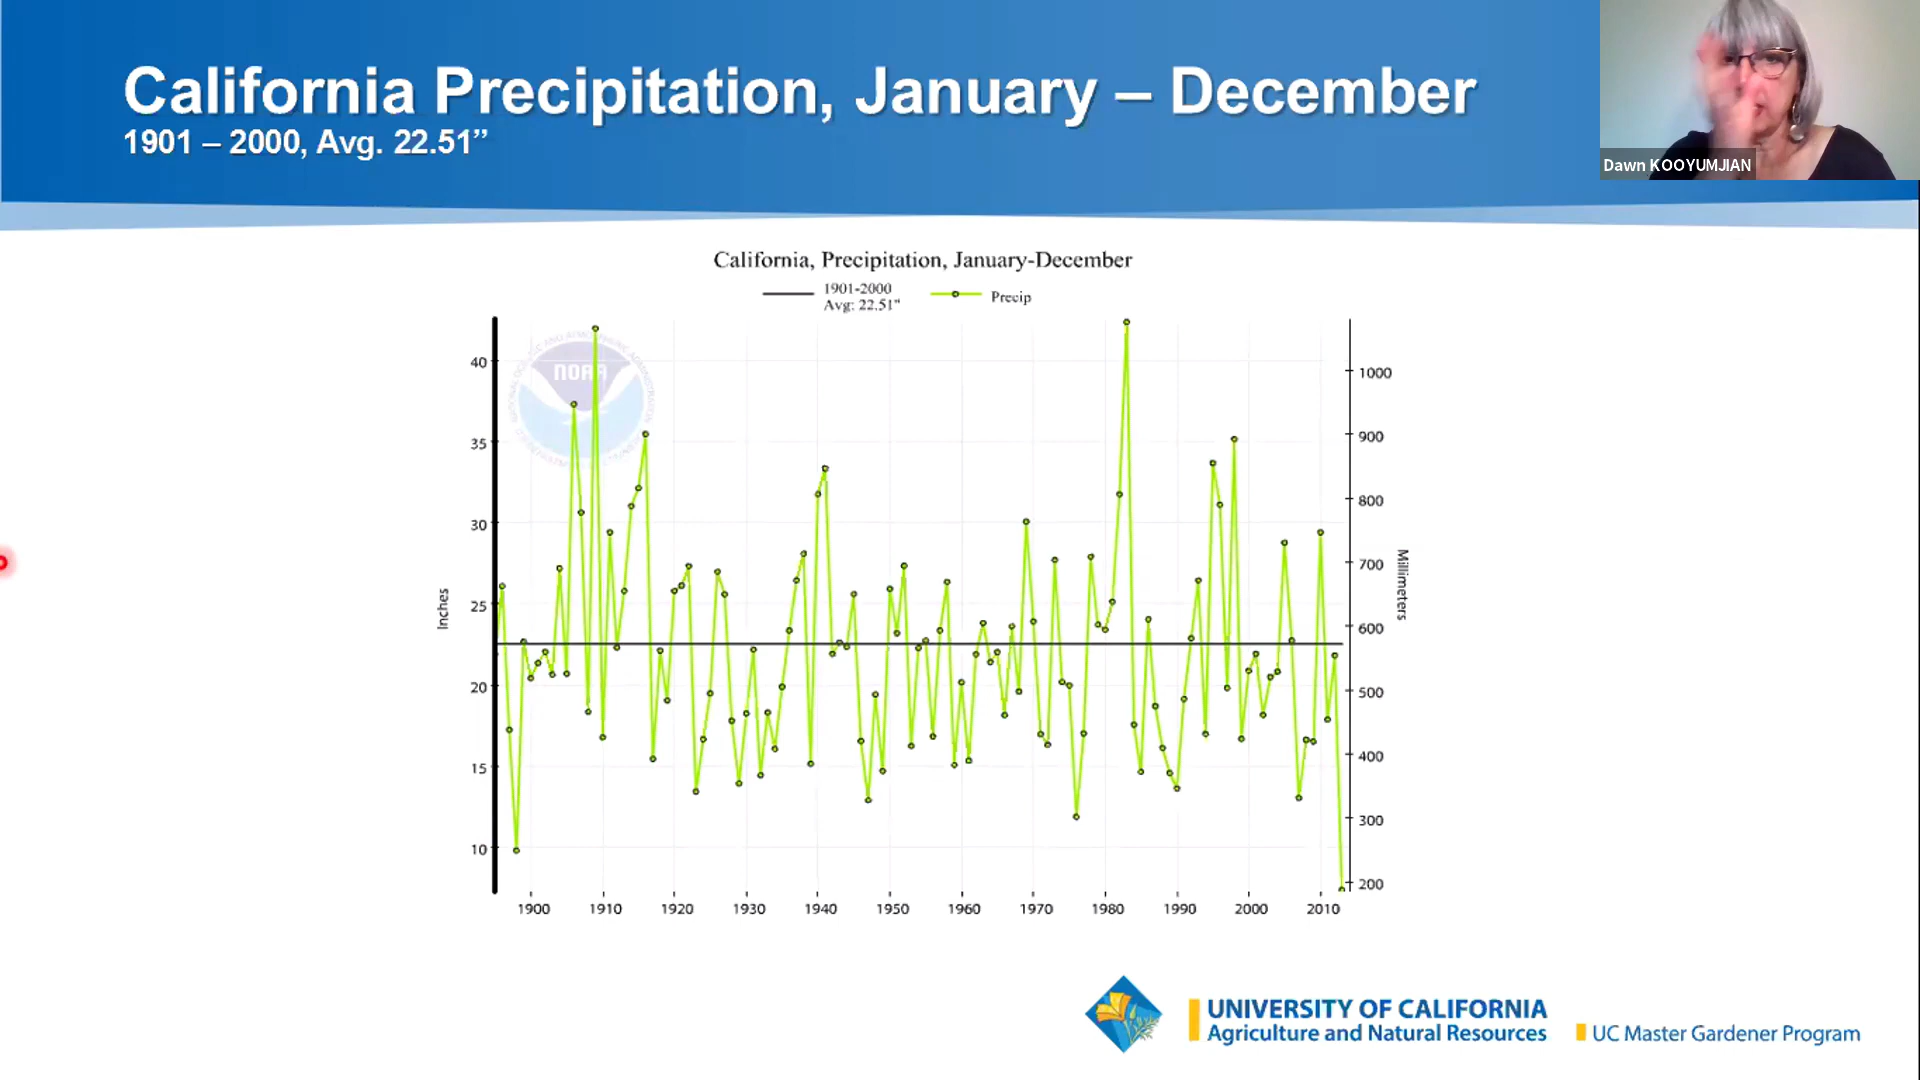 California Precipitation, January – December
1901 – 2000, Avg. 22.51”
Dawn KOOYUMJIAN
California, Precipitation, January-December
1901-2000
Avg: 22.51"
Precip
NOAA
40
35
30
25
20
15
10
Inches
1000
900
800
700
600
500
400
300
200
Millimeters
1900
1910
1920
1930
1940
1950
1960
1970
1980
1990
2000
2010
UNIVERSITY OF CALIFORNIA
Agriculture and Natural Resources
UC Master Gardener Program